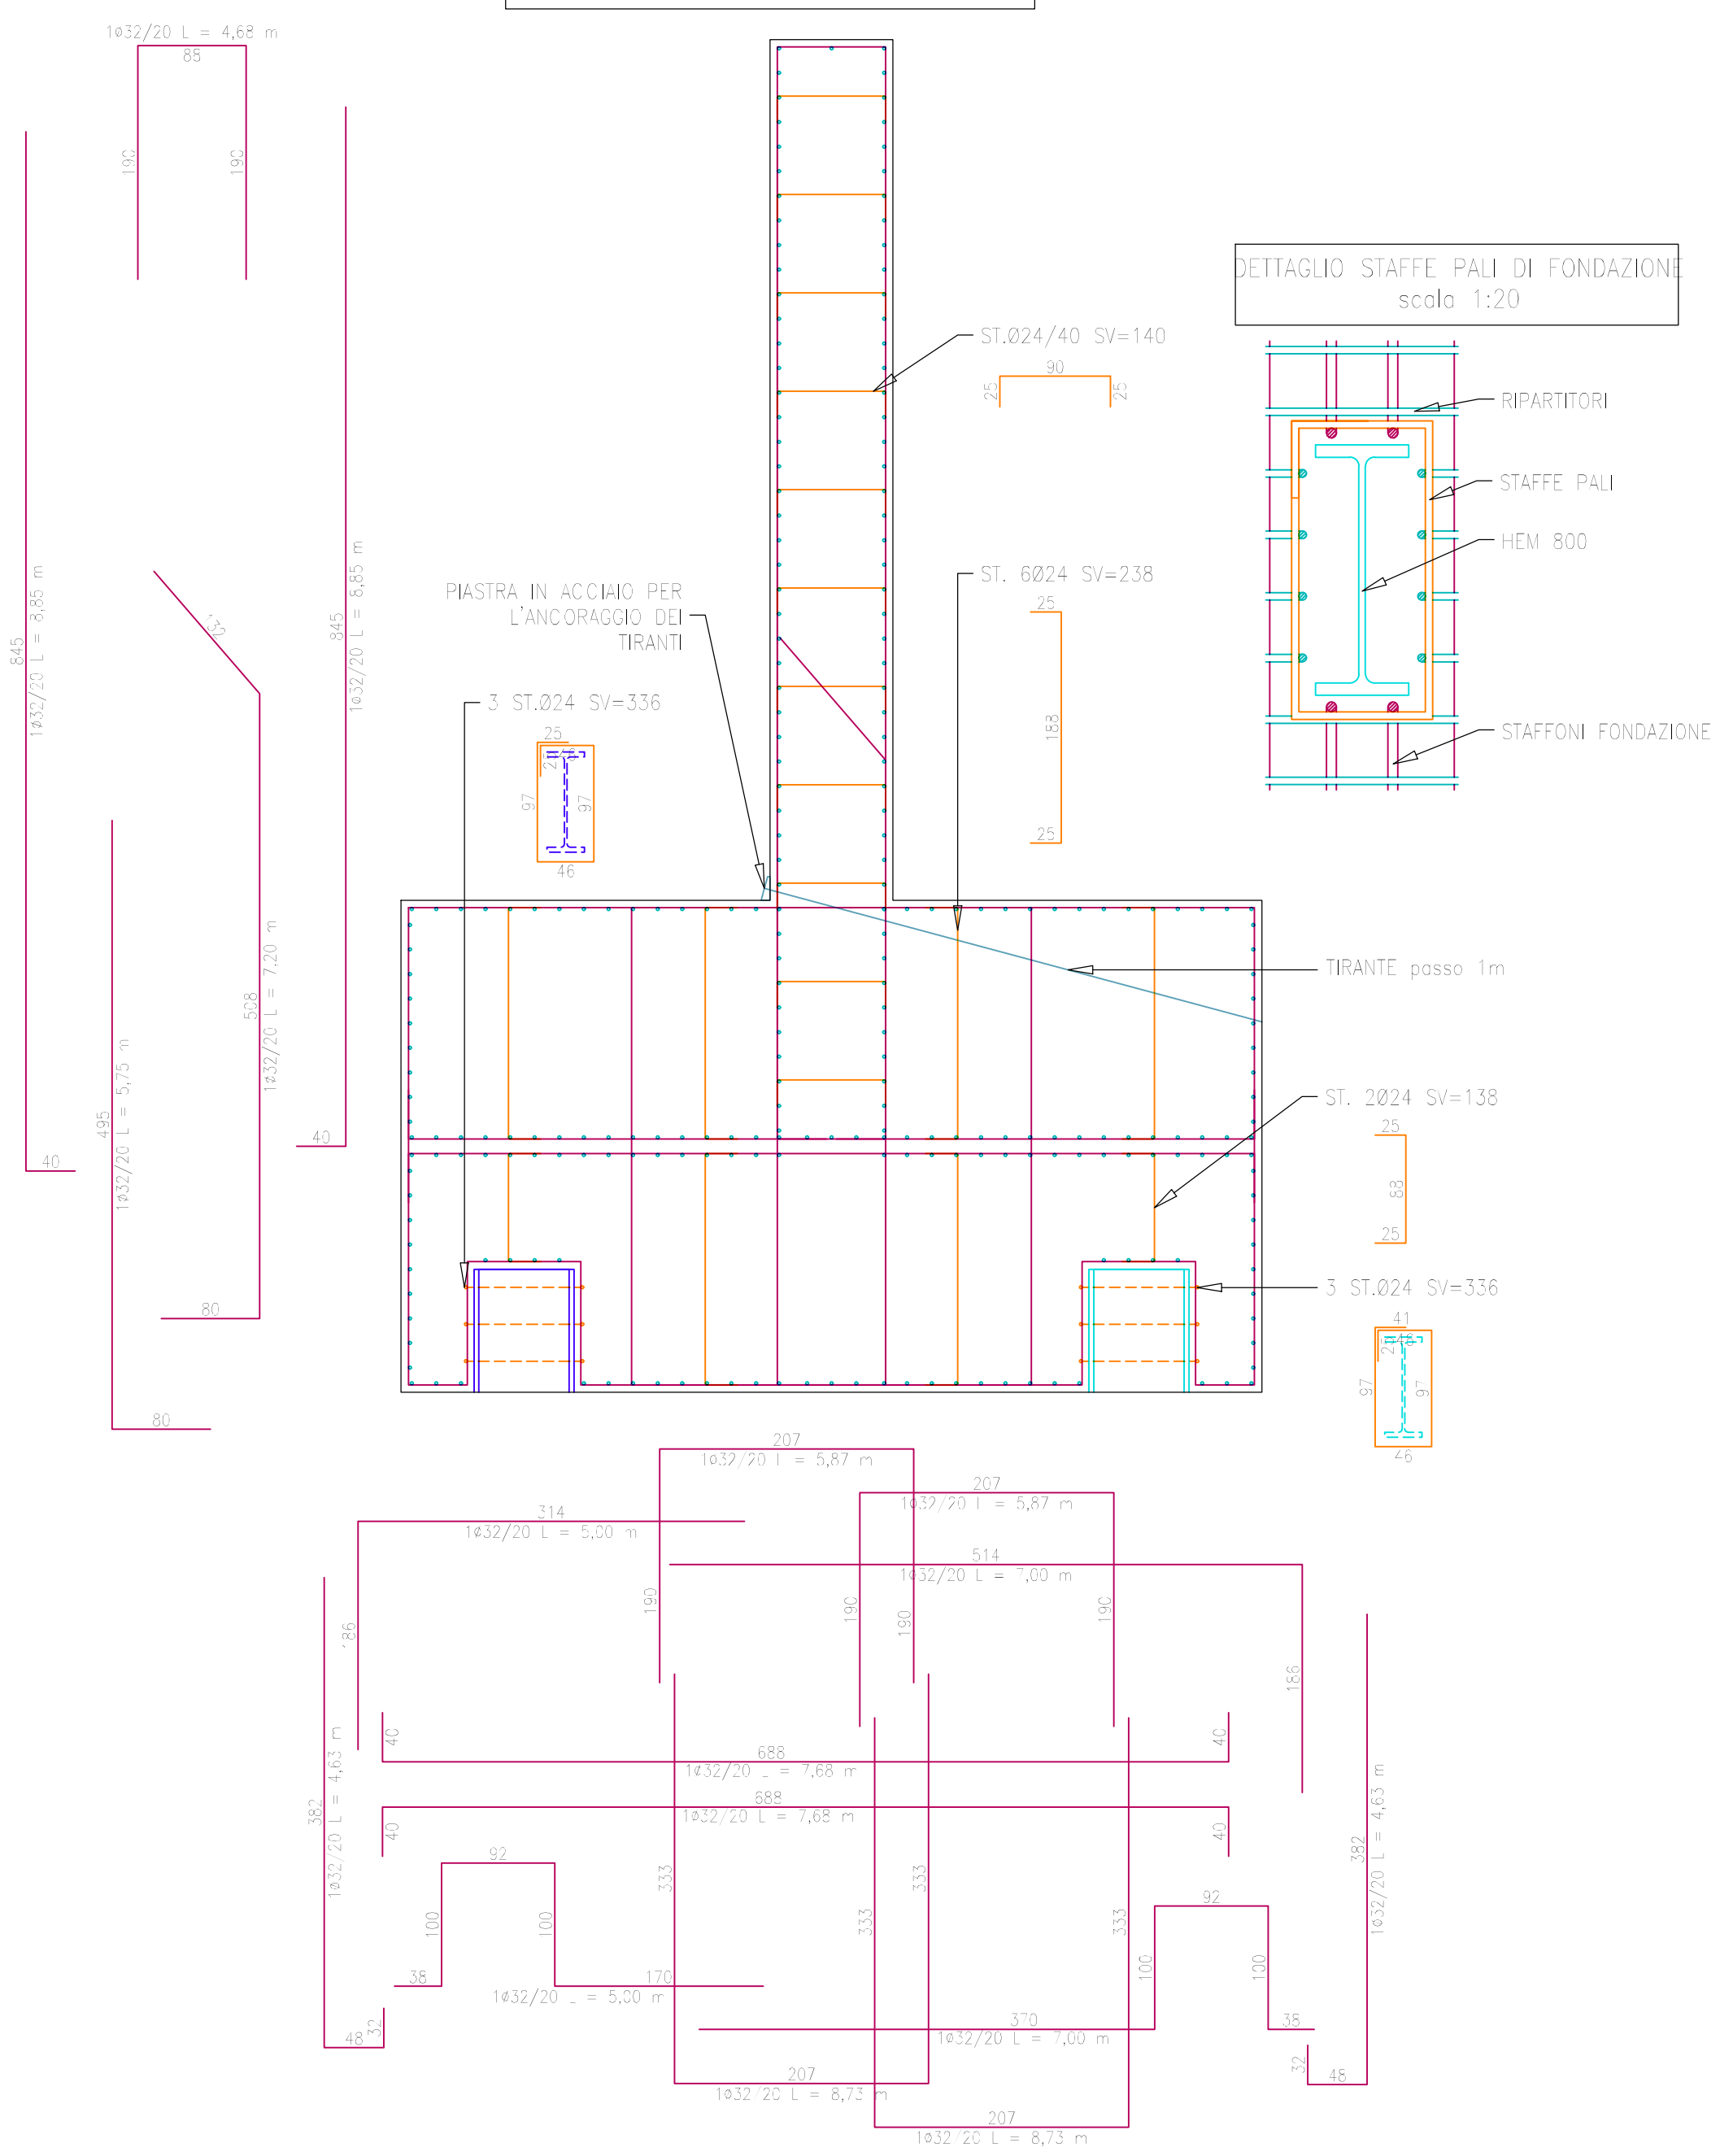 1ø32/20 L = 4,68 m
88
190
190
845
1ø32/20 L = 8,85 m
40
845
1ø32/20 L = 8,85 m
40
132
508
1ø32/20 L = 7,20 m
80
495
1ø32/20 L = 5,75 m
80
ST.Ø24/40 SV=140
90
25
25
DETTAGLIO STAFFE PALI DI FONDAZIONE
scala 1:20
RIPARTITORI
STAFFE PALI
HEM 800
STAFFONI FONDAZIONE
PIASTRA IN ACCIAIO PER
L'ANCORAGGIO DEI
TIRANTI
ST. 6Ø24 SV=238
25
188
25
3 ST.Ø24 SV=336
25
97
97
46
TIRANTE passo 1m
ST. 2Ø24 SV=138
25
88
25
3 ST.Ø24 SV=336
41
97
97
46
207
1ø32/20 L = 5,87 m
190
190
207
1ø32/20 L = 5,87 m
190
190
314
1ø32/20 L = 5,00 m
186
514
1ø32/20 L = 7,00 m
186
40
40
688
1ø32/20 L = 7,68 m
688
1ø32/20 L = 7,68 m
40
40
382
1ø32/20 L = 4,63 m
48
32
382
1ø32/20 L = 4,63 m
32
48
92
100
100
38
170
1ø32/20 L = 5,00 m
92
100
100
370
38
1ø32/20 L = 7,00 m
333
333
207
1ø32/20 L = 8,73 m
333
333
207
1ø32/20 L = 8,73 m